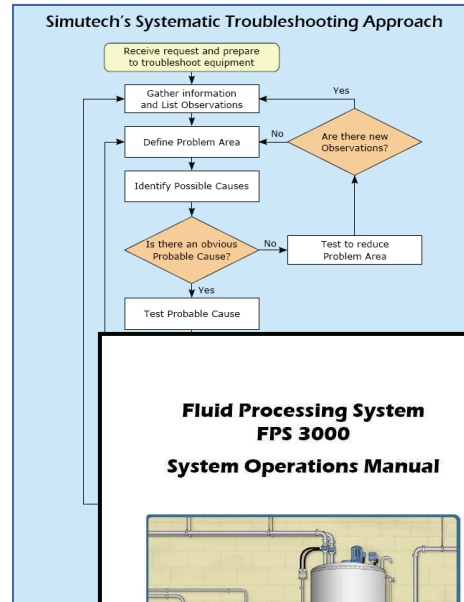 Simutech's Systematic Troubleshooting Approach
Receive request and prepare
to troubleshoot equipment
Gather information
and List Observations
Yes
Define Problem Area
No
Are there new
Observations?
Identify Possible Causes
Is there an obvious
Probable Cause?
No
Test to reduce
Problem Area
Yes
Test Probable Cause
Fluid Processing System
FPS 3000
System Operations Manual